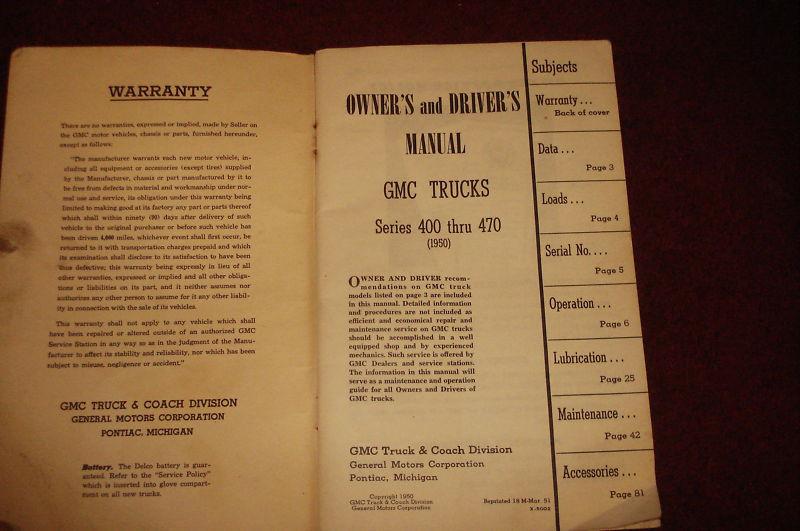 WARRANTY
There are no warranties, expressed or implied, made by Seller on
the GMC motor vehicles, chassis or parts, furnished hereunder,
except as follows:
"The manufacturer warrants each new motor vehicle, in-
cluding all equipment or accessories (except tires) supplied
by the Manufacturer, chassis or part manufactured by it to
be free from defects in material and workmanship under nor-
mal use and service, its obligation under this warranty being
limited to making good at its factory any part or parts thereof
which shall within ninety (90) days after delivery of such
vehicle to the original purchaser or before such vehicle has
been driven 4,000 miles, whichever event shall first occur, be
returned to it with transportation charges prepaid and which
its examination shall disclose to its satisfaction to have been
thus defective; this warranty being expressly in lieu of all
other warranties, expressed or implied and all other obliga-
tions or liabilities on its part, and it neither assumes nor
authorizes any other person to assume for it any other liabil-
ity in connection with the sale of its vehicles.
This warranty shall not apply to any vehicle which shall
have been repaired or altered outside of an authorized GMC
Service Station in any way so as in the judgment of the Manu-
facturer to affect its stability and reliability, nor which has been
subject to misuse, negligence or accident."
GMC TRUCK & COACH DIVISION
GENERAL MOTORS CORPORATION
PONTIAC, MICHIGAN
Battery. The Delco battery is guar-
anteed. Refer to the "Service Policy"
which is inserted into glove compart-
ment on all new trucks.
OWNER'S and DRIVER'S
MANUAL
GMC TRUCKS
Series 400 thru 470
(1950)
OWNER AND DRIVER recom-
mendations on GMC truck
models listed on page 3 are included
in this manual. Detailed information
and procedures are not included as
efficient and economical repair and
maintenance service on GMC trucks
should be accomplished in a well
equipped shop and by experienced
mechanics. Such service is offered by
GMC Dealers and service stations.
The information in this manual will
serve as a maintenance and operation
guide for all Owners and Drivers of
GMC trucks.
GMC Truck & Coach Division
General Motors Corporation
Pontiac, Michigan
Copyright 1950
GMC Truck & Coach Division
General Motors Corporation
Reprinted 18 M-Mar. 51
X-5002
Subjects
Warranty...
Back of cover
Data...
Page 3
Loads...
Page 4
Serial No....
Page 5
Operation...
Page 6
Lubrication...
Page 25
Maintenance...
Page 42
Accessories...
Page 81